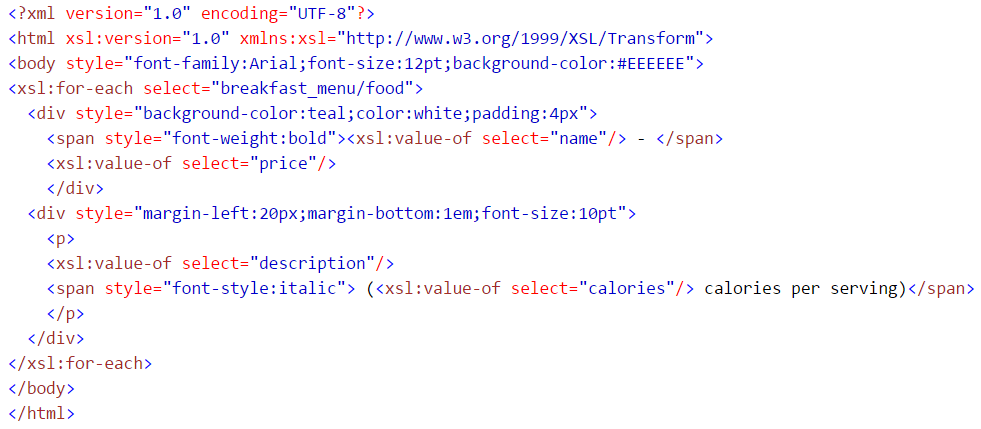 <?xml version="1.0" encoding="UTF-8"?>
<html xsl:version="1.0" xmlns:xsl="http://www.w3.org/1999/XSL/Transform">
<body style="font-family:Arial;font-size:12pt;background-color:#EEEEEE">
<xsl:for-each select="breakfast_menu/food">
  <div style="background-color:teal;color:white;padding:4px">
    <span style="font-weight:bold"><xsl:value-of select="name"/> - </span>
    <xsl:value-of select="price"/>
    </div>
  <div style="margin-left:20px;margin-bottom:1em;font-size:10pt">
    <p>
    <xsl:value-of select="description"/>
    <span style="font-style:italic"> (<xsl:value-of select="calories"/> calories per serving)</span>
    </p>
  </div>
</xsl:for-each>
</body>
</html>